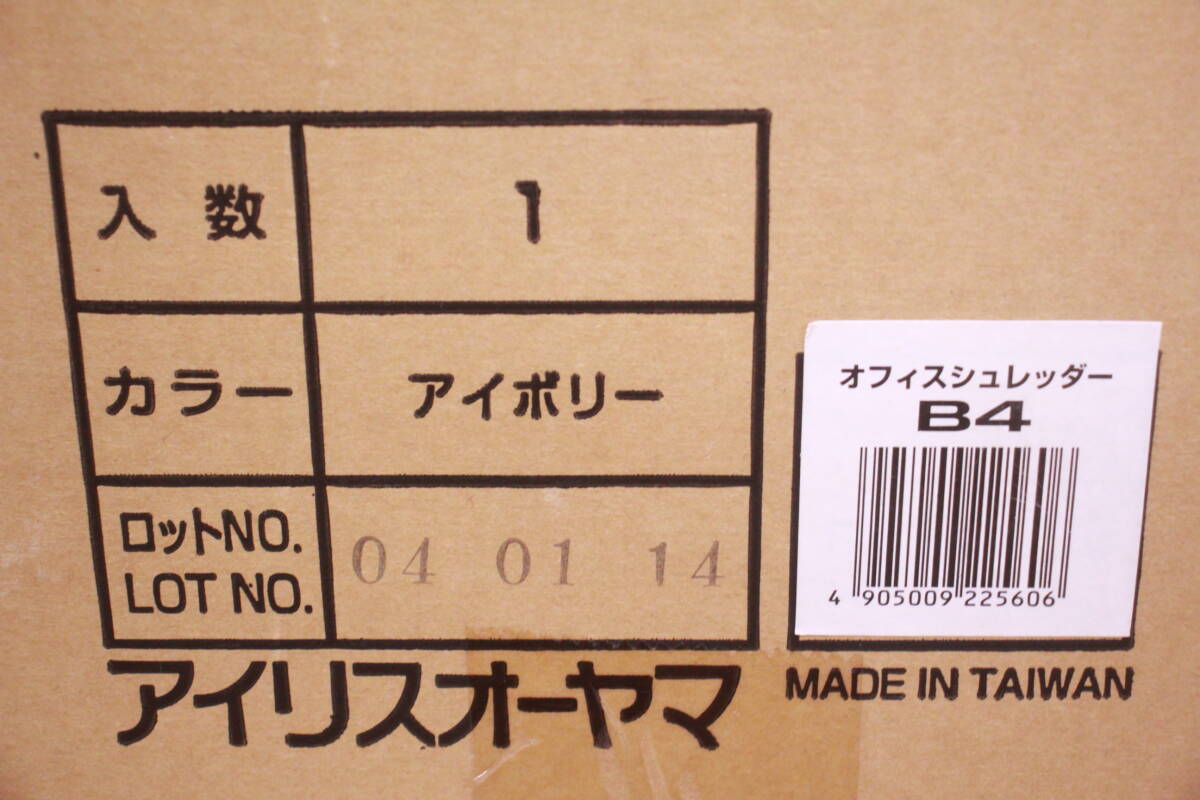 入数 1
カラー アイボリー
ロットNO.
LOT NO.
04 01 14
アイリスオーヤマ
オフィスシュレッダー
B4
4 905009 225606
MADE IN TAIWAN